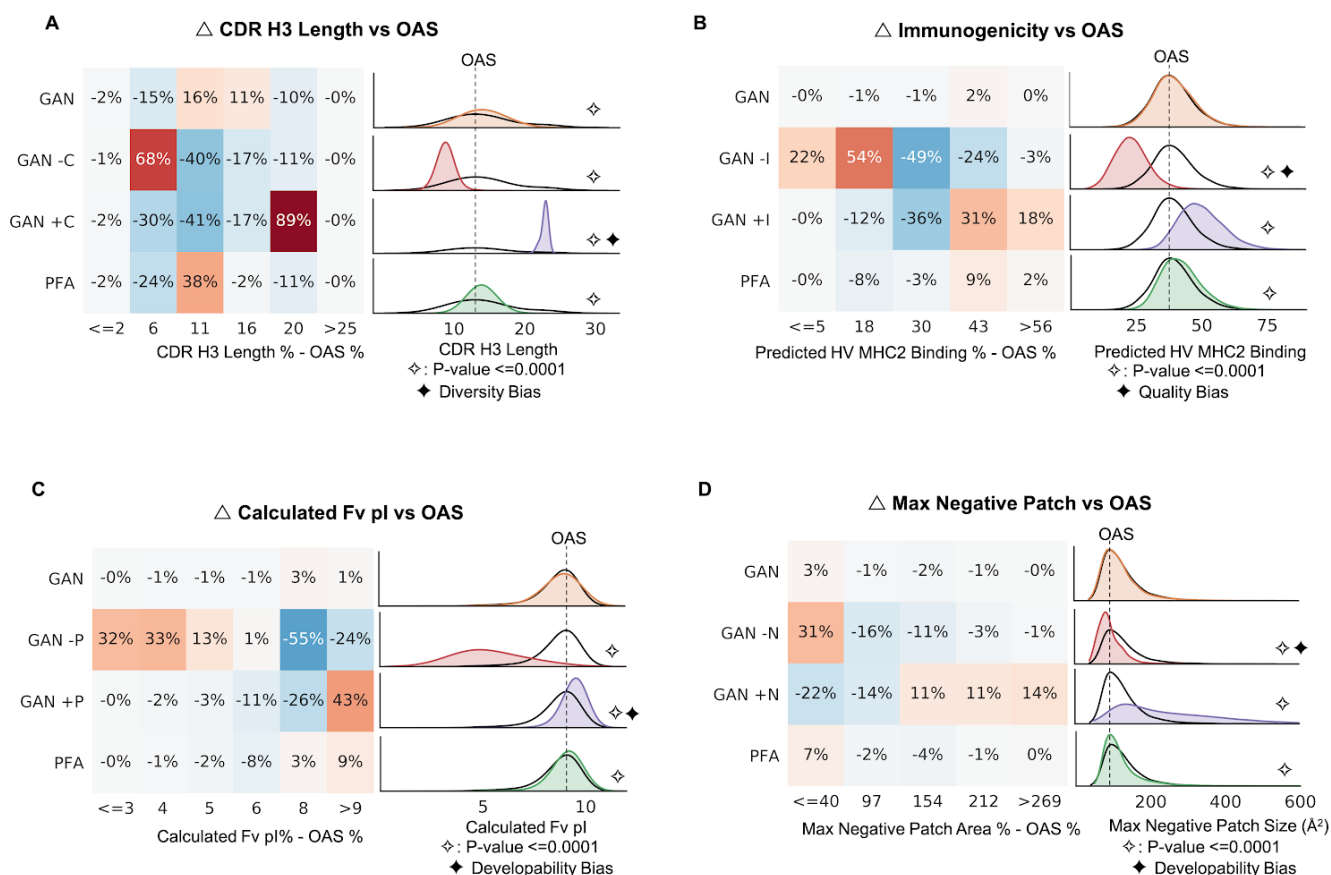 A
△ CDR H3 Length vs OAS
OAS
GAN -2% -15% 16% 11% -10% -0%
GAN -C -1% 68% -40% -17% -11% -0%
GAN +C -2% -30% -41% -17% 89% -0%
PFA -2% -24% 38% -2% -11% -0%
<=2 6 11 16 20 >25
CDR H3 Length % - OAS %
10 20 30
CDR H3 Length
✧: P-value <=0.0001
✦ Diversity Bias
B
△ Immunogenicity vs OAS
OAS
GAN -0% -1% -1% 2% 0%
GAN -I 22% 54% -49% -24% -3%
GAN +I -0% -12% -36% 31% 18%
PFA -0% -8% -3% 9% 2%
<=5 18 30 43 >56
Predicted HV MHC2 Binding % - OAS %
25 50 75
Predicted HV MHC2 Binding
✧: P-value <=0.0001
✦ Quality Bias
C
△ Calculated Fv pI vs OAS
OAS
GAN -0% -1% -1% -1% 3% 1%
GAN -P 32% 33% 13% 1% -55% -24%
GAN +P -0% -2% -3% -11% -26% 43%
PFA -0% -1% -2% -8% 3% 9%
<=3 4 5 6 8 >9
Calculated Fv pI% - OAS %
5 10
Calculated Fv pI
✧: P-value <=0.0001
✦ Developability Bias
D
△ Max Negative Patch vs OAS
OAS
GAN 3% -1% -2% -1% -0%
GAN -N 31% -16% -11% -3% -1%
GAN +N -22% -14% 11% 11% 14%
PFA 7% -2% -4% -1% 0%
<=40 97 154 212 >269
Max Negative Patch Area % - OAS %
200 400 600
Max Negative Patch Size (Å²)
✧: P-value <=0.0001
✦ Developability Bias